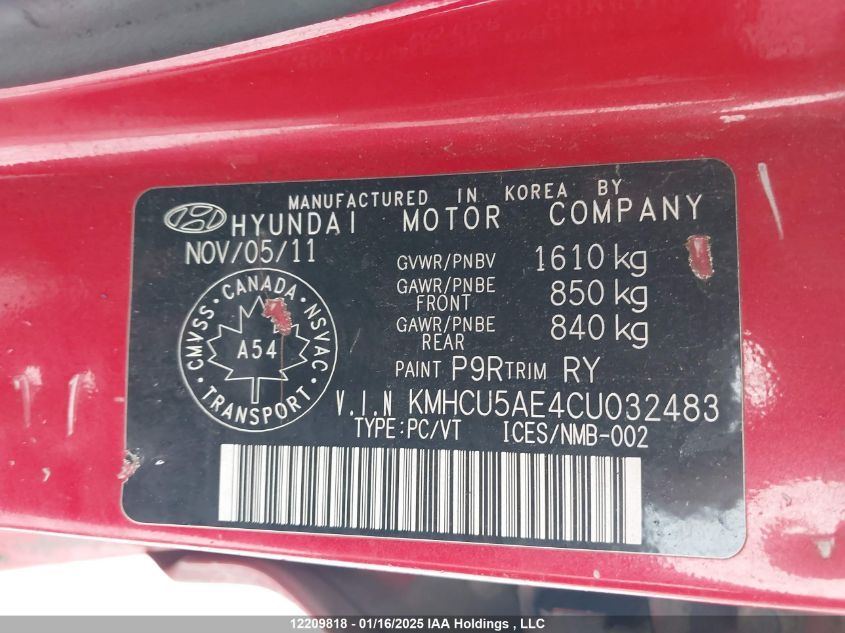 MANUFACTURED IN KOREA BY
HYUNDAI MOTOR COMPANY
NOV/05/11
GVWR/PNBV 1610 kg
GAWR/PNBE FRONT 850 kg
GAWR/PNBE REAR 840 kg
PAINT P9R TRIM RY
CMVSS · CANADA · NSVAC
A54
TRANSPORT
V.I.N KMHCU5AE4CU032483
TYPE:PC/VT ICES/NMB-002
12209818 - 01/16/2025 IAA Holdings , LLC